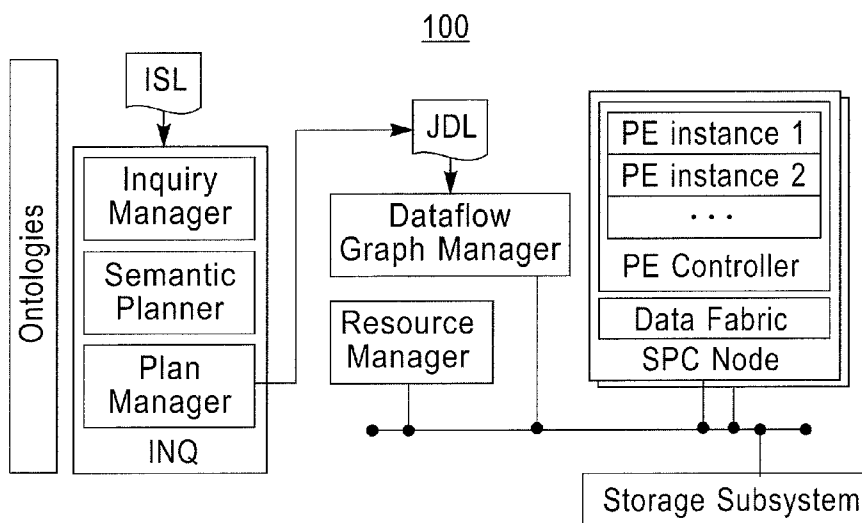 100
Ontologies
ISL
Inquiry
Manager
Semantic
Planner
Plan
Manager
INQ
JDL
Dataflow
Graph Manager
Resource
Manager
PE instance 1
PE instance 2
...
PE Controller
Data Fabric
SPC Node
Storage Subsystem